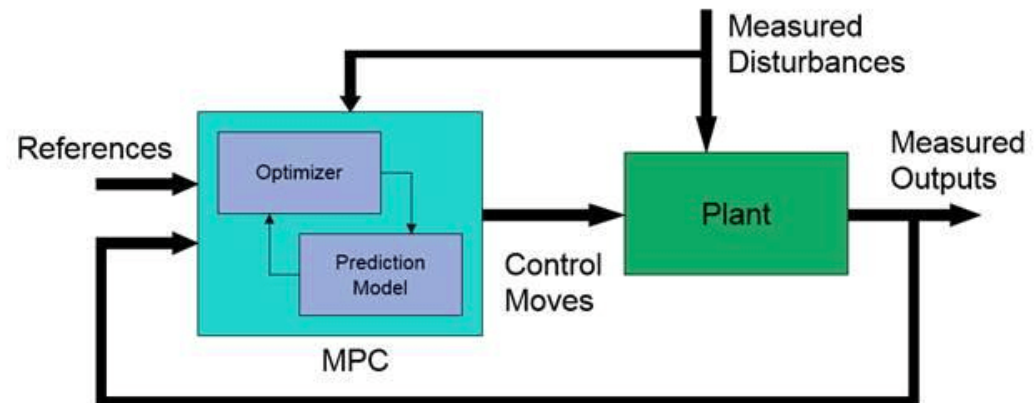 Measured
Disturbances
References
Optimizer
Prediction
Model
MPC
Control
Moves
Plant
Measured
Outputs